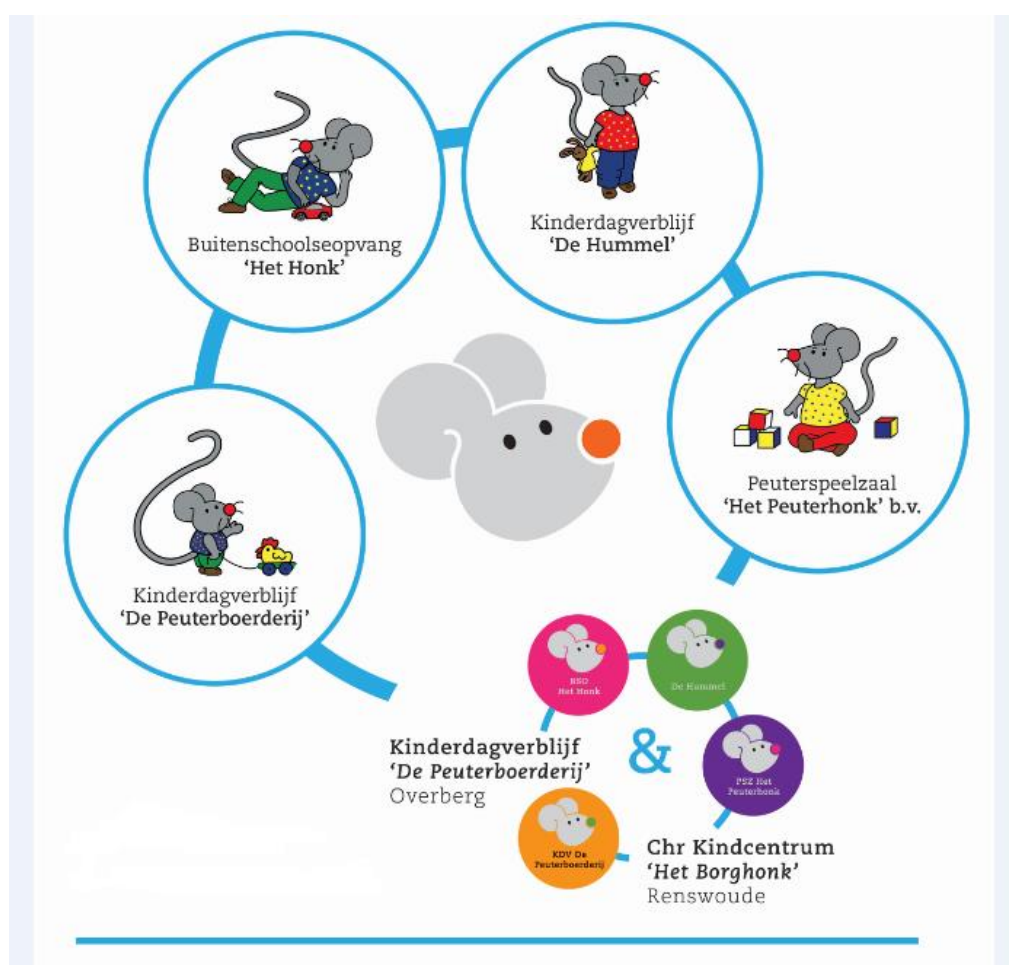 Buitenschoolseopvang
'Het Honk'
Kinderdagverblijf
'De Hummel'
Peuterspeelzaal
'Het Peuterhonk' b.v.
Kinderdagverblijf
'De Peuterboerderij'
BSO
Het Honk
De Hummel
Kinderdagverblijf
'De Peuterboerderij'
Overberg
&
PSZ Het
Peuterhonk
KDV De
Peuterboerderij
Chr Kindcentrum
'Het Borghonk'
Renswoude